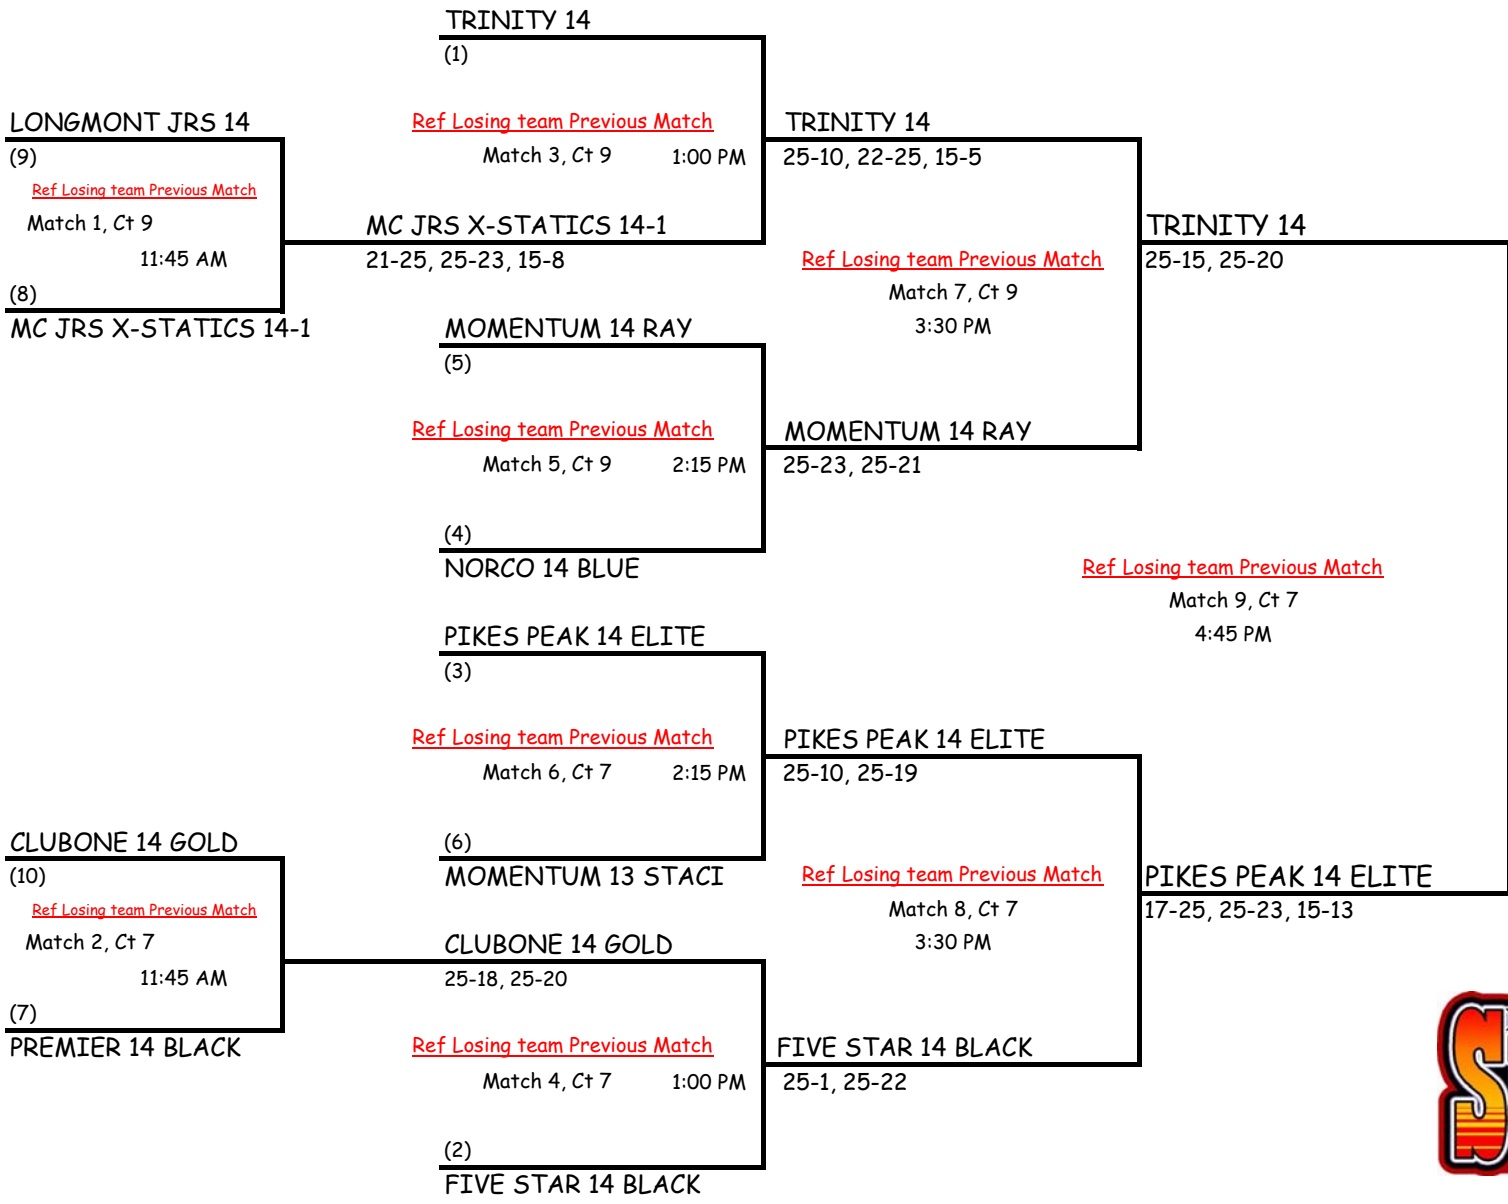 TRINITY 14
(1)
LONGMONT JRS 14
Ref Losing team Previous Match
TRINITY 14
(9)
Match 3, Ct 9 1:00 PM
25-10, 22-25, 15-5
Ref Losing team Previous Match
Match 1, Ct 9
MC JRS X-STATICS 14-1
TRINITY 14
11:45 AM
21-25, 25-23, 15-8
Ref Losing team Previous Match
25-15, 25-20
(8)
Match 7, Ct 9
MC JRS X-STATICS 14-1
MOMENTUM 14 RAY
3:30 PM
(5)
Ref Losing team Previous Match
MOMENTUM 14 RAY
Match 5, Ct 9 2:15 PM
25-23, 25-21
(4)
NORCO 14 BLUE
Ref Losing team Previous Match
Match 9, Ct 7
PIKES PEAK 14 ELITE
4:45 PM
(3)
Ref Losing team Previous Match
PIKES PEAK 14 ELITE
Match 6, Ct 7 2:15 PM
25-10, 25-19
CLUBONE 14 GOLD
(6)
(10)
MOMENTUM 13 STACI
Ref Losing team Previous Match
PIKES PEAK 14 ELITE
Ref Losing team Previous Match
Match 8, Ct 7
17-25, 25-23, 15-13
Match 2, Ct 7
CLUBONE 14 GOLD
3:30 PM
11:45 AM
25-18, 25-20
(7)
PREMIER 14 BLACK
Ref Losing team Previous Match
FIVE STAR 14 BLACK
Match 4, Ct 7 1:00 PM
25-1, 25-22
(2)
FIVE STAR 14 BLACK